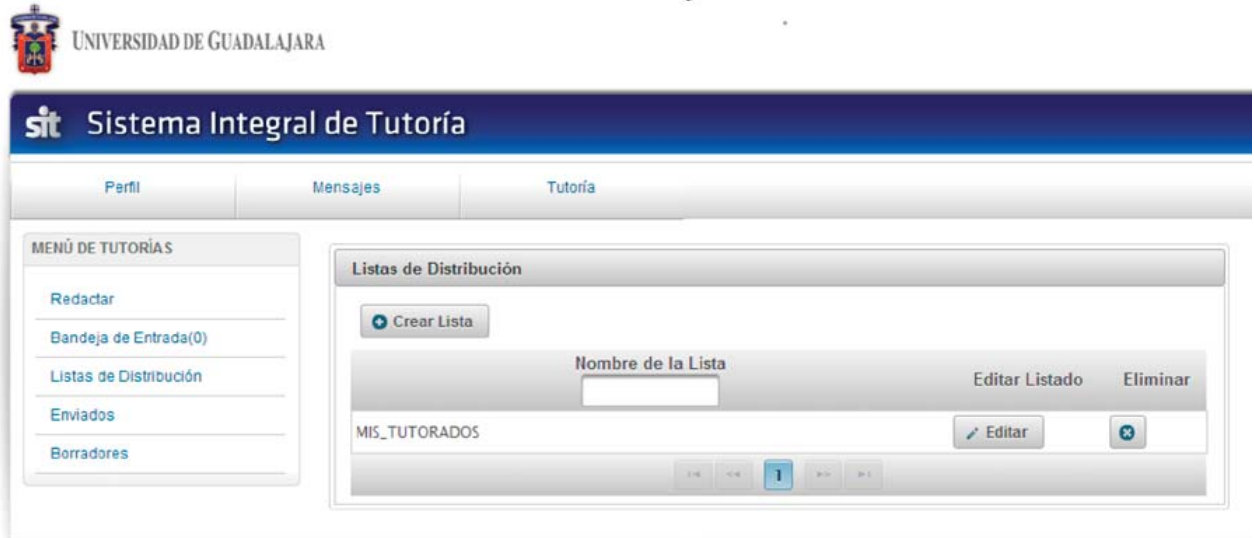 UNIVERSIDAD DE GUADALAJARA
sit Sistema Integral de Tutoría
Perfil Mensajes Tutoría
MENÚ DE TUTORÍAS
Redactar
Bandeja de Entrada(0)
Listas de Distribución
Enviados
Borradores
Listas de Distribución
Crear Lista
Nombre de la Lista
Editar Listado Eliminar
MIS_TUTORADOS Editar
1